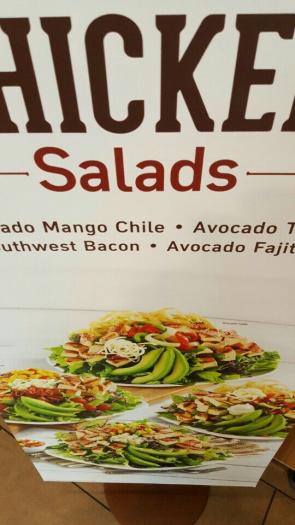 HICKE
Salads
ado Mango Chile • Avocado T
uthwest Bacon • Avocado Fajit